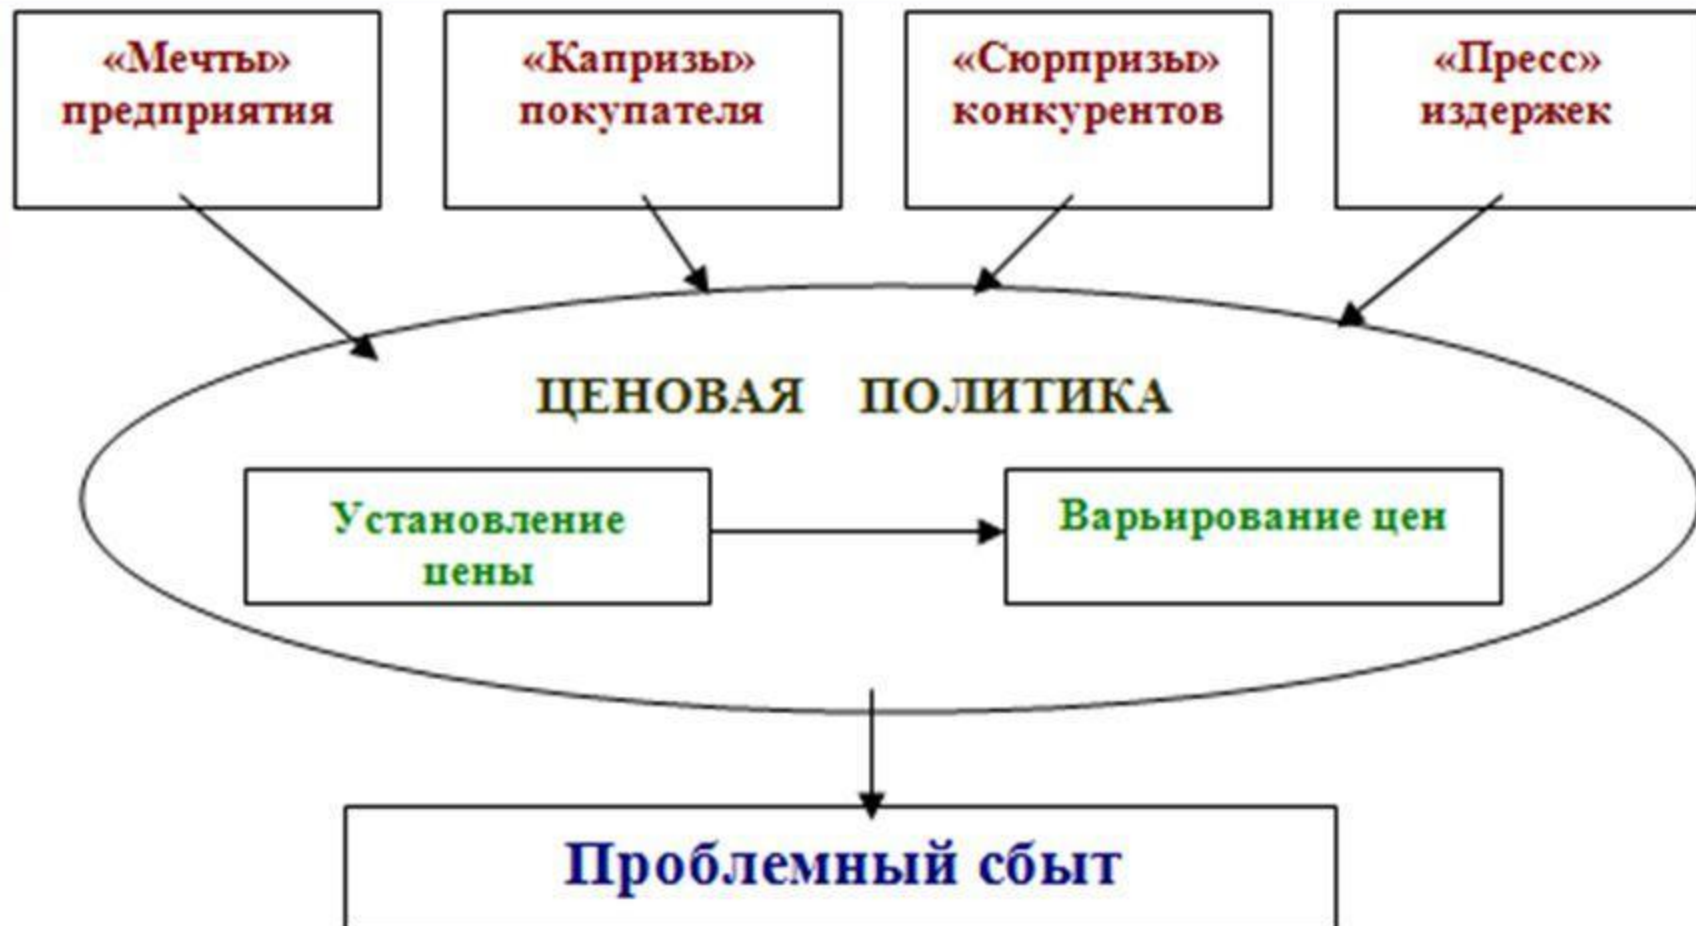 «Мечты»
предприятия
«Капризы»
покупателя
«Сюрпризы»
конкурентов
«Пресс»
издержек
ЦЕНОВАЯ ПОЛИТИКА
Установление
цены
Варьирование цен
Проблемный сбыт